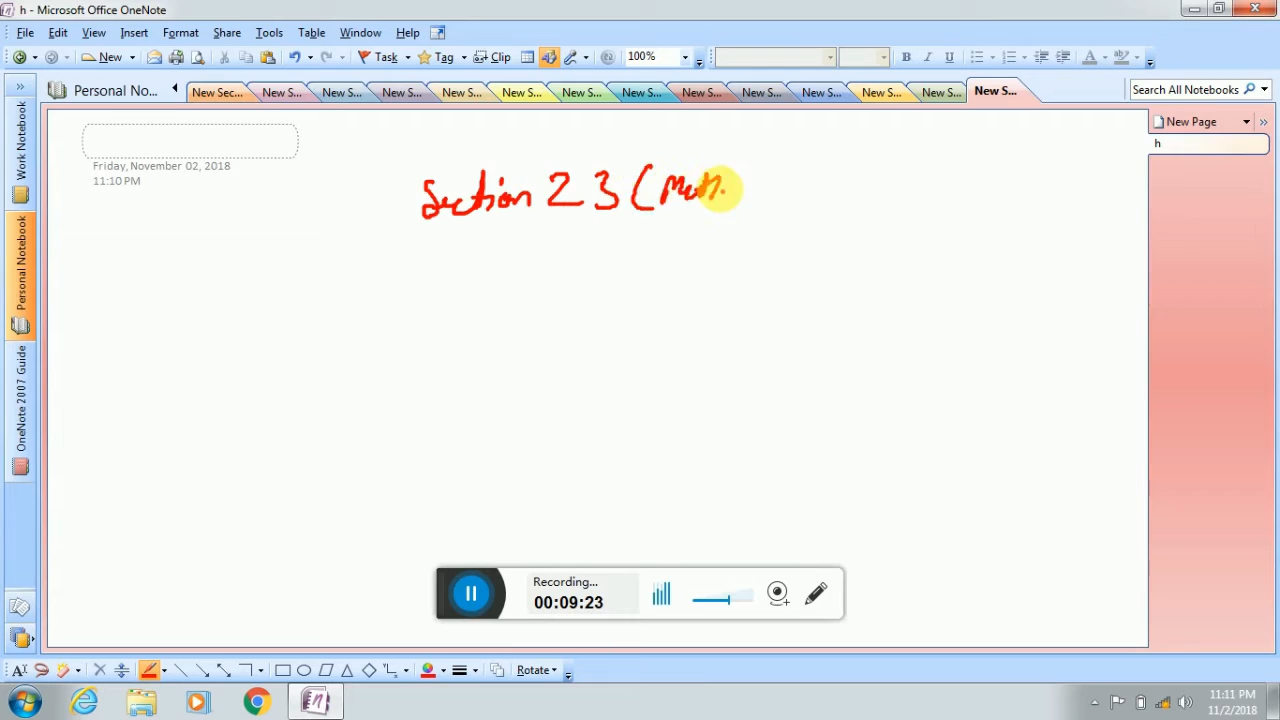 h - Microsoft Office OneNote
File Edit View Insert Format Share Tools Table Window Help
New Task Tag Clip 100% B I U A ab
Personal No... New Sec... New S... New S... New S... New S... New S... New S... New S... New S... New S... New S... New S... New S... New S... Search All Notebooks
Work Notebook
Personal Notebook
OneNote 2007 Guide
New Page
h
Friday, November 02, 2018
11:10 PM
Section 23 (
Recording...
00:09:23
Rotate
11:11 PM
11/2/2018